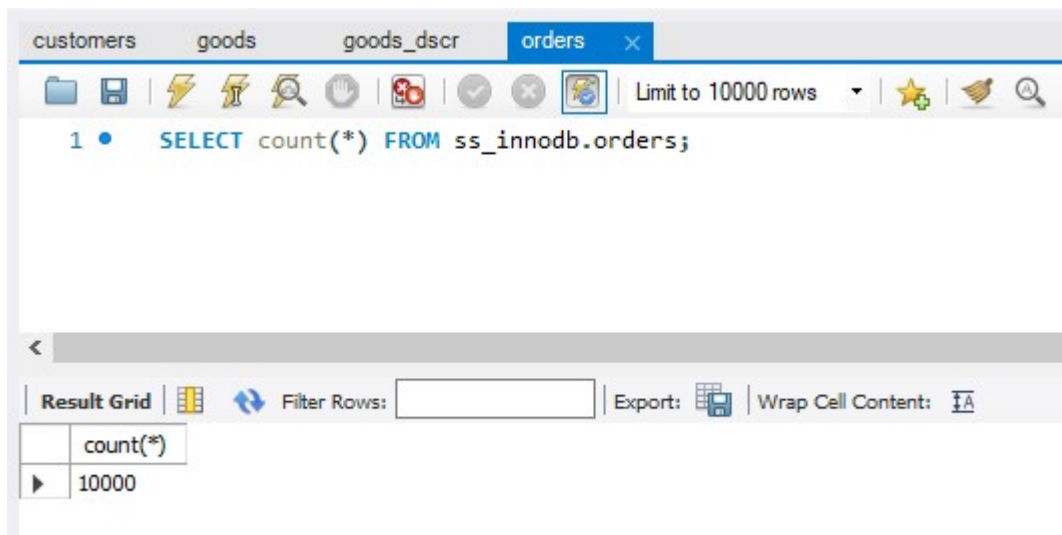 customers goods goods_dscr orders
Limit to 10000 rows
1 SELECT count(*) FROM ss_innodb.orders;
Result Grid Filter Rows: Export: Wrap Cell Content: IA
count(*)
10000